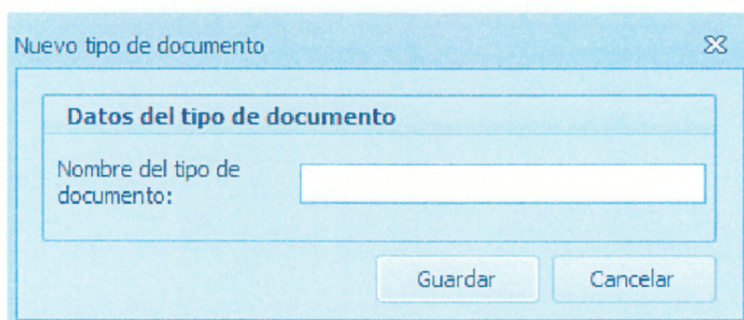 Nuevo tipo de documento
Datos del tipo de documento
Nombre del tipo de
documento:
Guardar
Cancelar